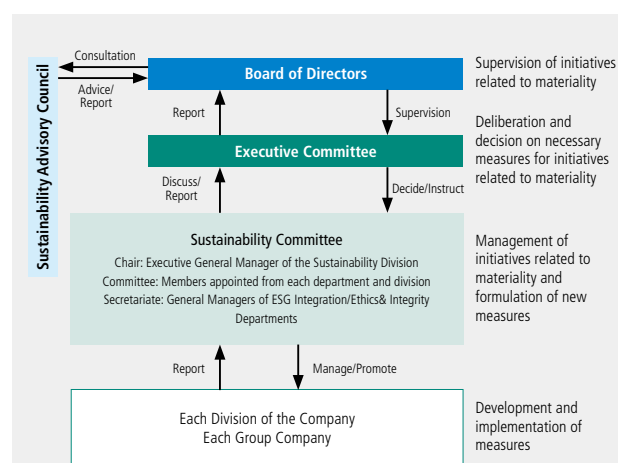 Sustainability Advisory Council
Consultation
Advice/
Report
Board of Directors
Supervision of initiatives
related to materiality
Report
Supervision
Executive Committee
Deliberation and
decision on necessary
measures for initiatives
related to materiality
Discuss/
Report
Decide/Instruct
Sustainability Committee
Chair: Executive General Manager of the Sustainability Division
Committee: Members appointed from each department and division
Secretariate: General Managers of ESG Integration/Ethics& Integrity
Departments
Management of
initiatives related to
materiality and
formulation of new
measures
Report
Manage/Promote
Each Division of the Company
Each Group Company
Development and
implementation of
measures